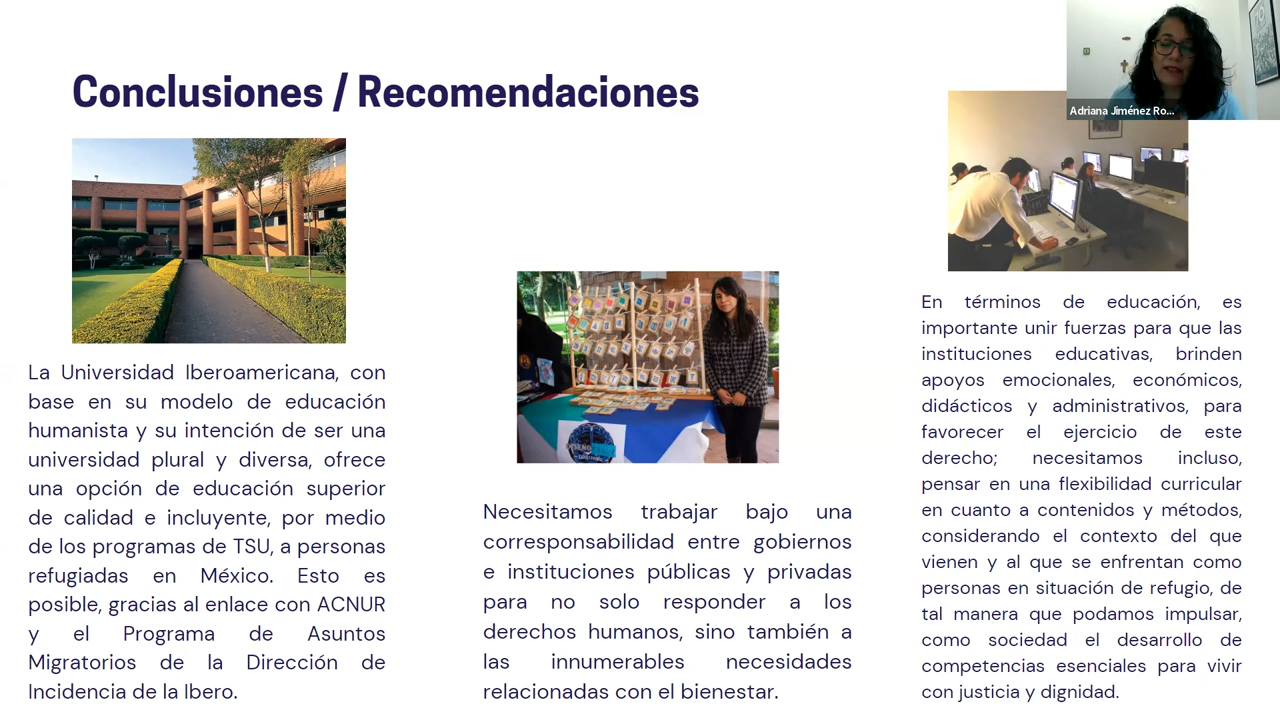 Conclusiones / Recomendaciones
Adriana Jiménez Ro...
La Universidad Iberoamericana, con
base en su modelo de educación
humanista y su intención de ser una
universidad plural y diversa, ofrece
una opción de educación superior
de calidad e incluyente, por medio
de los programas de TSU, a personas
refugiadas en México. Esto es
posible, gracias al enlace con ACNUR
y el Programa de Asuntos
Migratorios de la Dirección de
Incidencia de la Ibero.
Necesitamos trabajar bajo una
corresponsabilidad entre gobiernos
e instituciones públicas y privadas
para no solo responder a los
derechos humanos, sino también a
las innumerables necesidades
relacionadas con el bienestar.
En términos de educación, es
importante unir fuerzas para que las
instituciones educativas, brinden
apoyos emocionales, económicos,
didácticos y administrativos, para
favorecer el ejercicio de este
derecho; necesitamos incluso,
pensar en una flexibilidad curricular
en cuanto a contenidos y métodos,
considerando el contexto del que
vienen y al que se enfrentan como
personas en situación de refugio, de
tal manera que podamos impulsar,
como sociedad el desarrollo de
competencias esenciales para vivir
con justicia y dignidad.